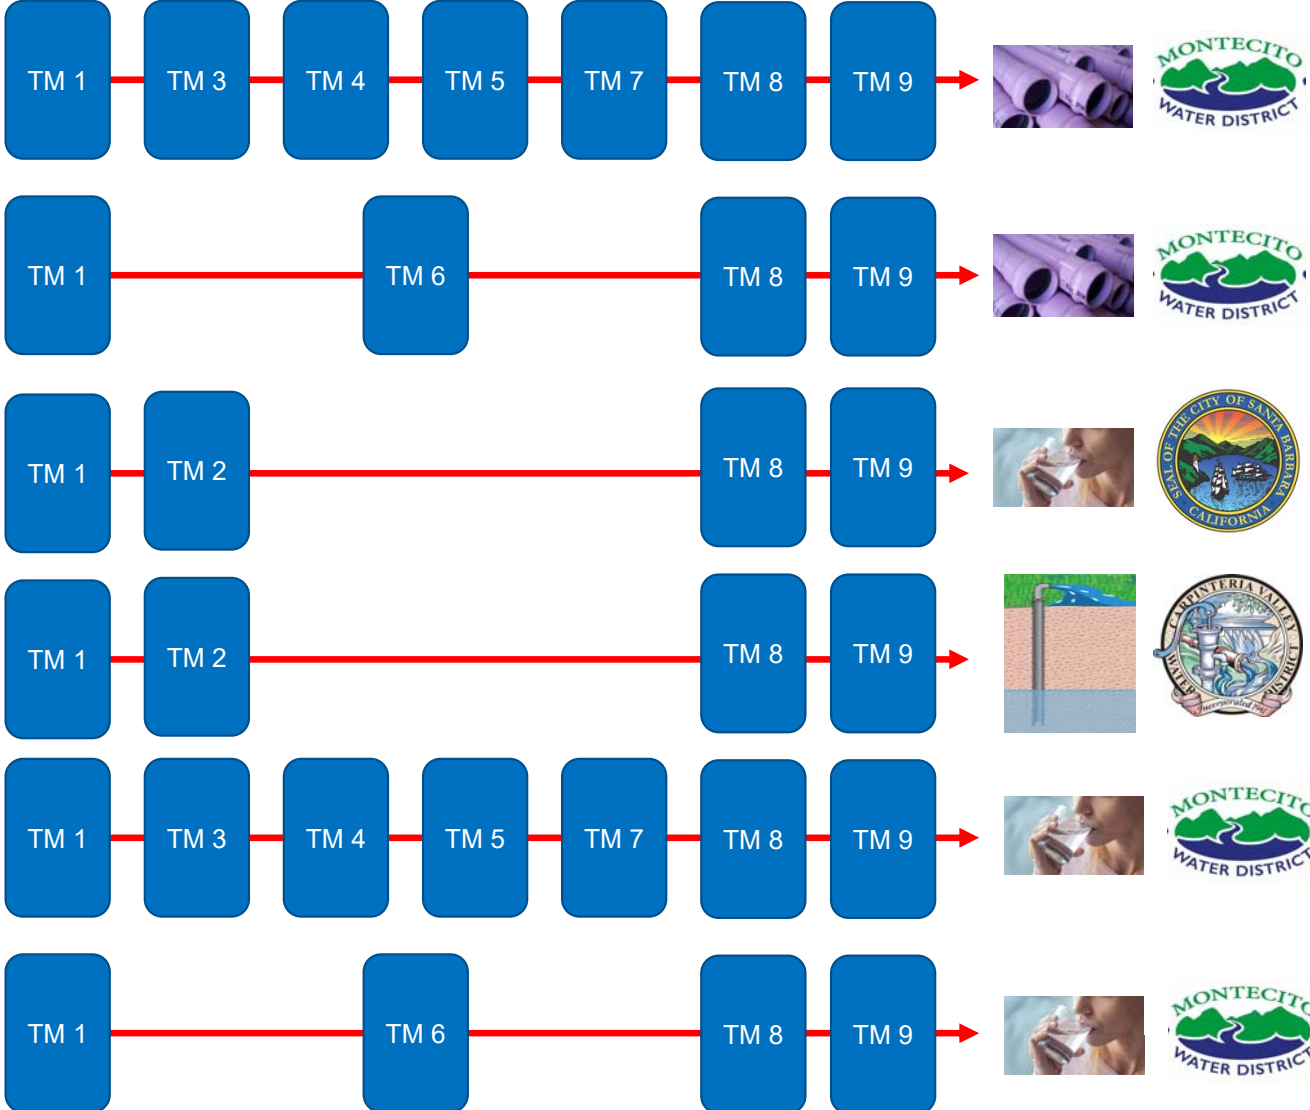 TM 1 TM 3 TM 4 TM 5 TM 7 TM 8 TM 9
MONTECITO
WATER DISTRICT
TM 1 TM 6 TM 8 TM 9
MONTECITO
WATER DISTRICT
TM 1 TM 2 TM 8 TM 9
SEAL OF THE CITY OF SANTA BARBARA
CALIFORNIA
TM 1 TM 2 TM 8 TM 9
CARPINTERIA VALLEY
WATER DISTRICT
Incorporated 1941
TM 1 TM 3 TM 4 TM 5 TM 7 TM 8 TM 9
MONTECITO
WATER DISTRICT
TM 1 TM 6 TM 8 TM 9
MONTECITO
WATER DISTRICT